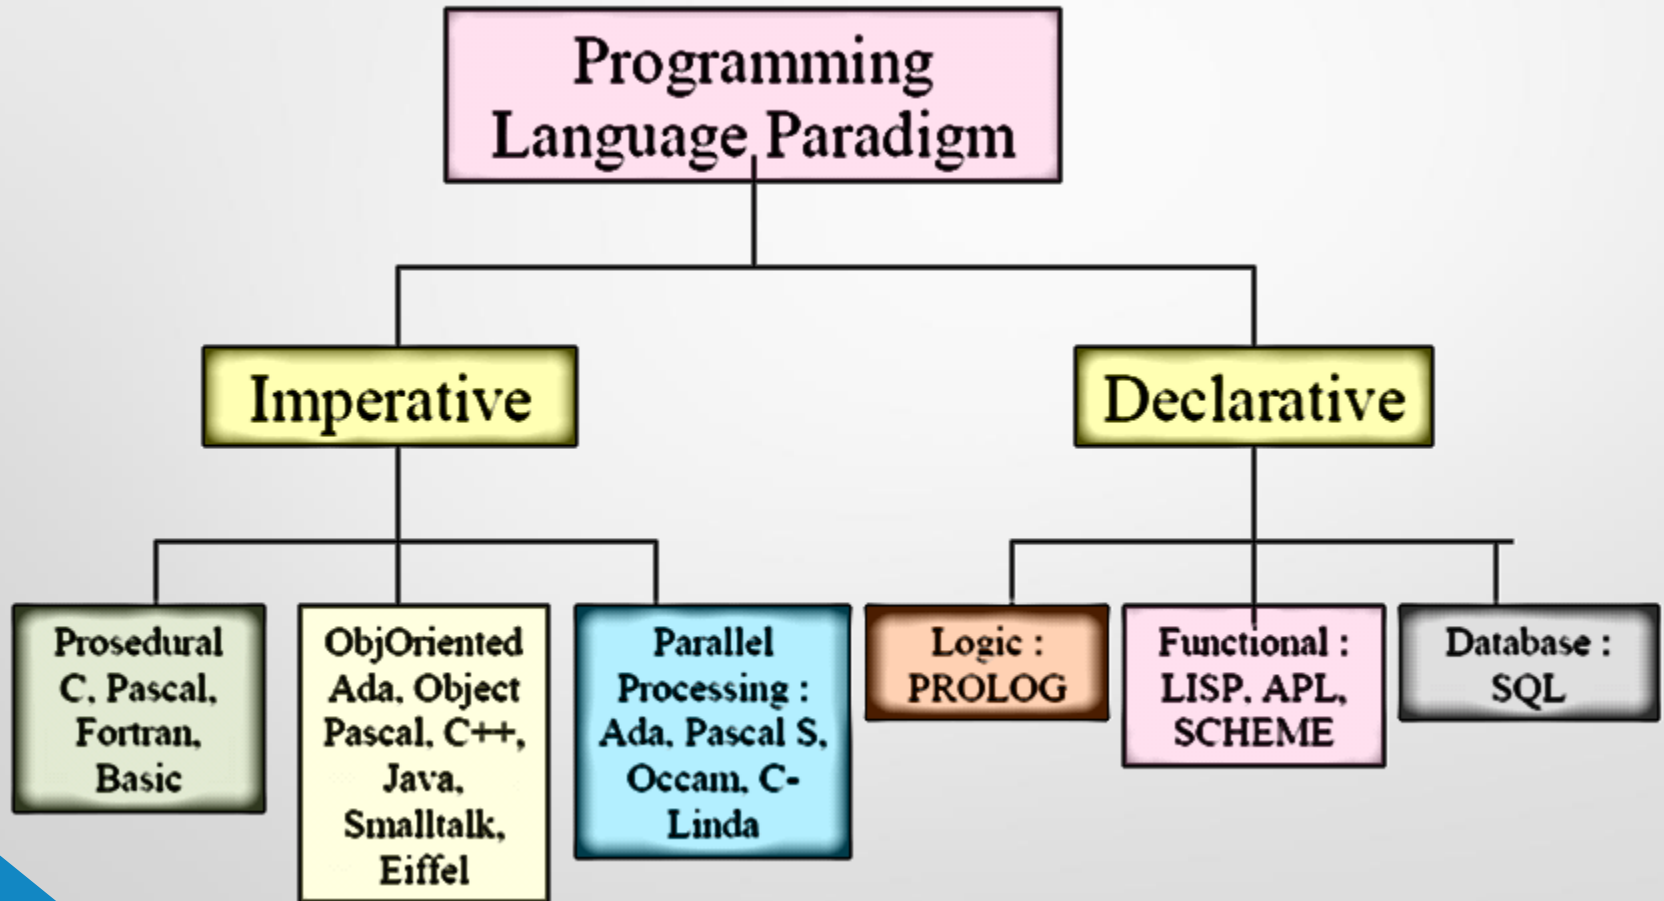 Programming
Language Paradigm
Imperative
Declarative
Prosedural
C, Pascal,
Fortran,
Basic
ObjOriented
Ada, Object
Pascal, C++,
Java,
Smalltalk,
Eiffel
Parallel
Processing :
Ada, Pascal S,
Occam, C-
Linda
Logic :
PROLOG
Functional :
LISP, APL,
SCHEME
Database :
SQL